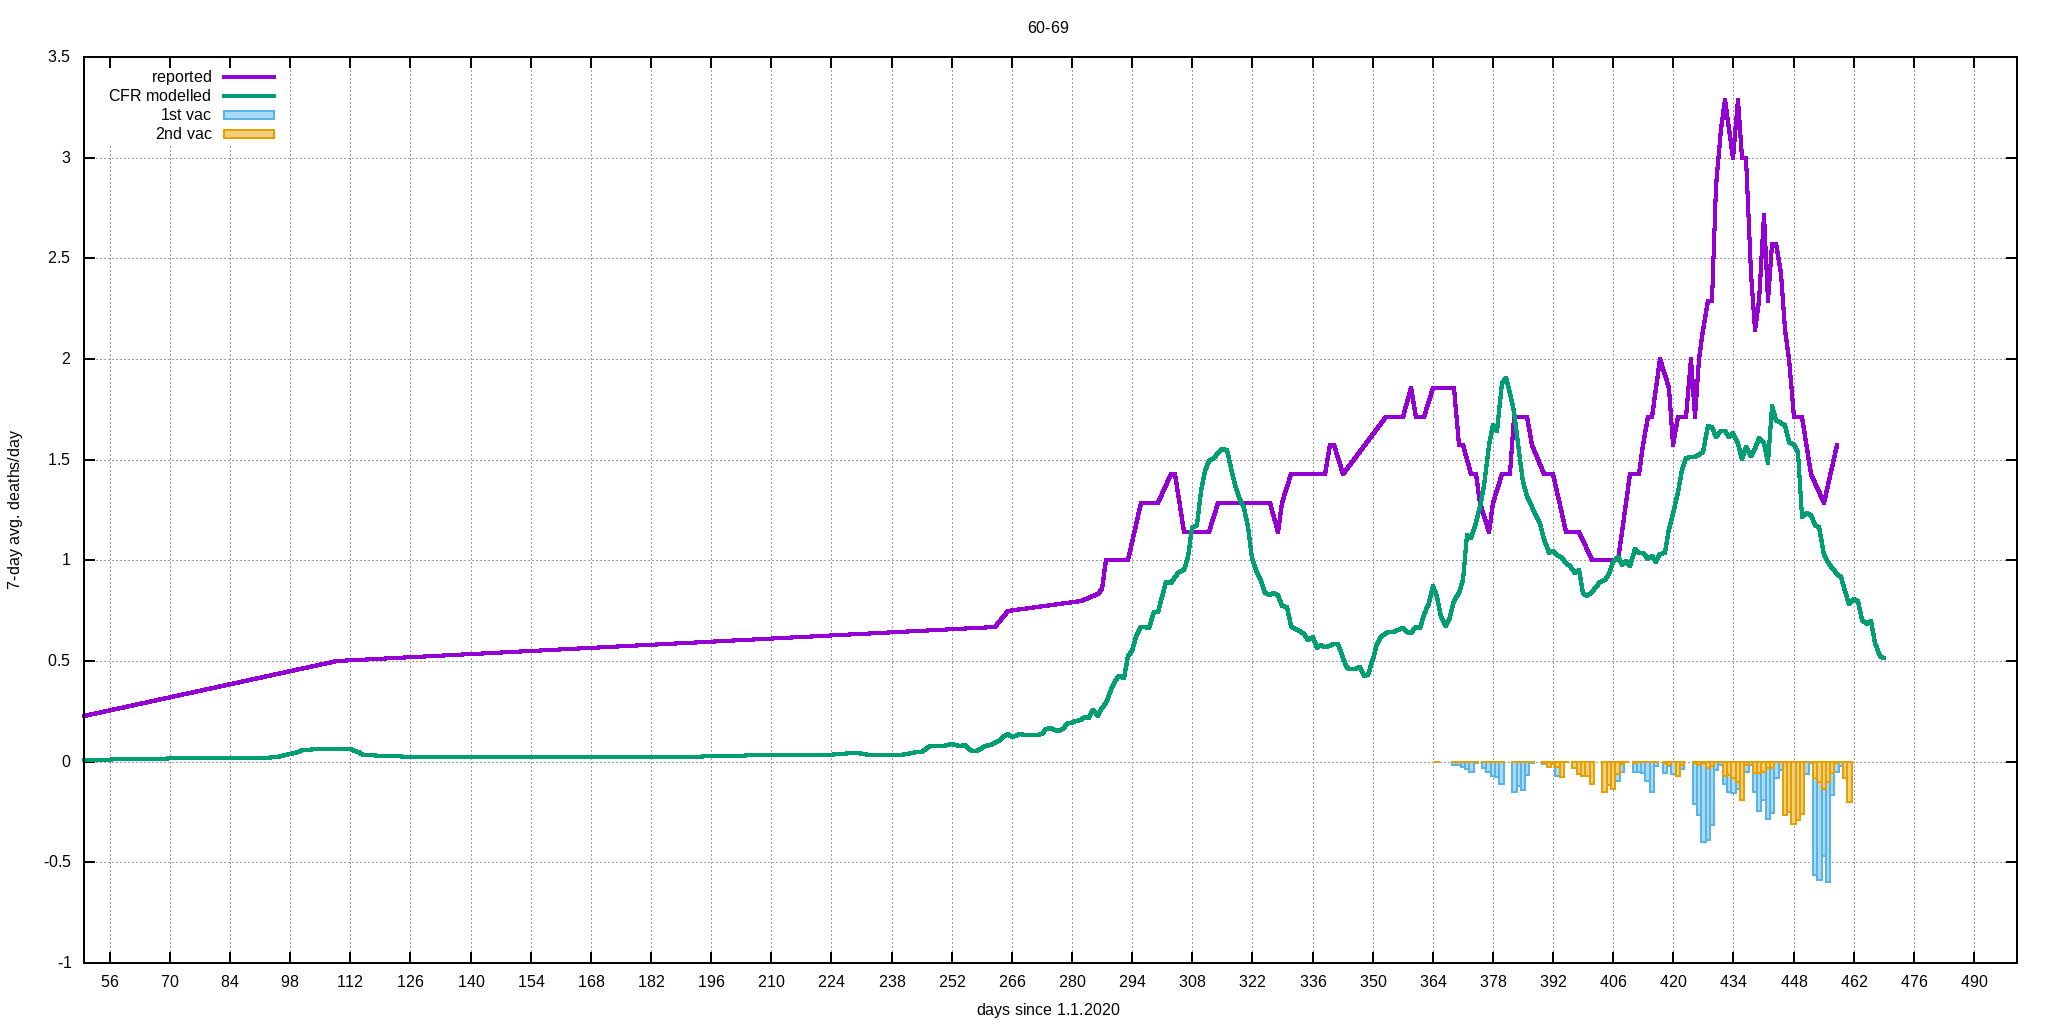 60-69
3.5
3
2.5
2
1.5
1
0.5
0
-0.5
-1
7-day avg. deaths/day
reported
CFR modelled
1st vac
2nd vac
56 70 84 98 112 126 140 154 168 182 196 210 224 238 252 266 280 294 308 322 336 350 364 378 392 406 420 434 448 462 476 490
days since 1.1.2020